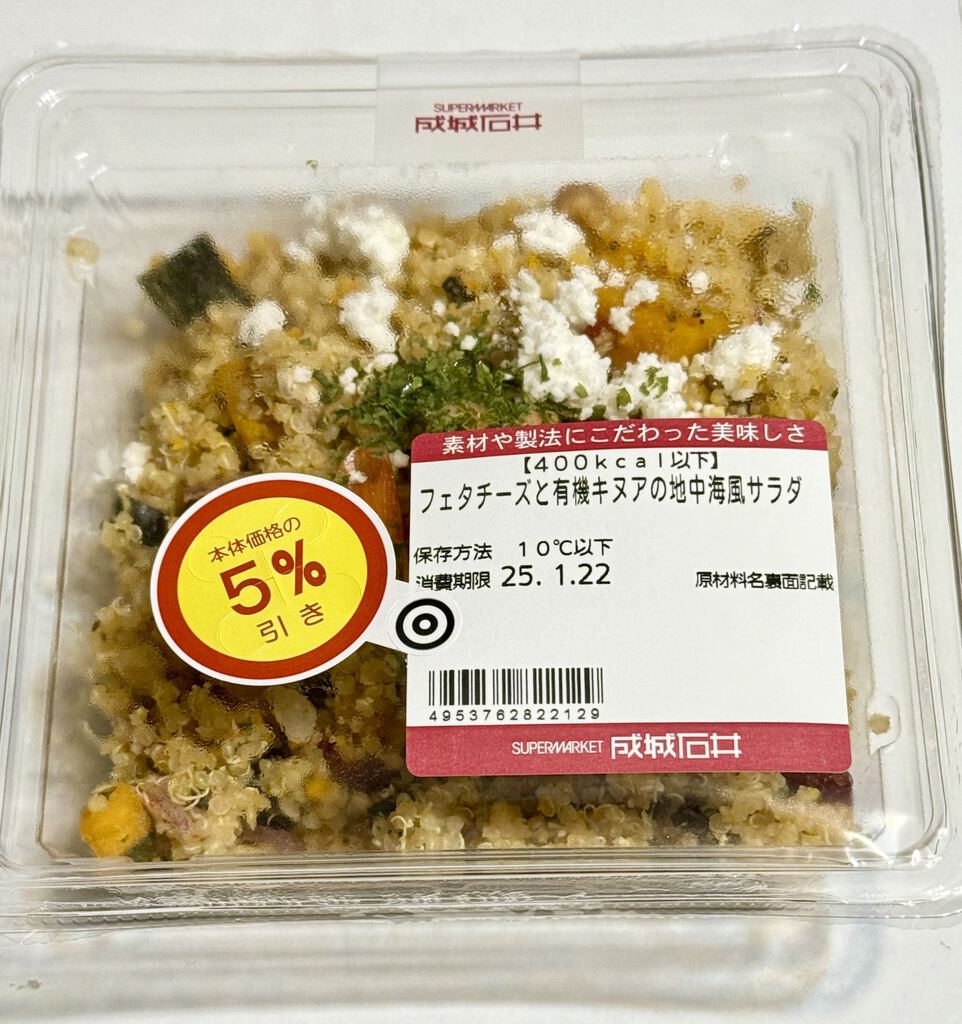 SUPERMARKET
成城石井
素材や製法にこだわった美味しさ
【400kcal以下】
フェタチーズと有機キヌアの地中海風サラダ
保存方法 10℃以下
消費期限 25. 1.22 原材料名裏面記載
4953762822129
SUPERMARKET 成城石井
本体価格の
5%
引き